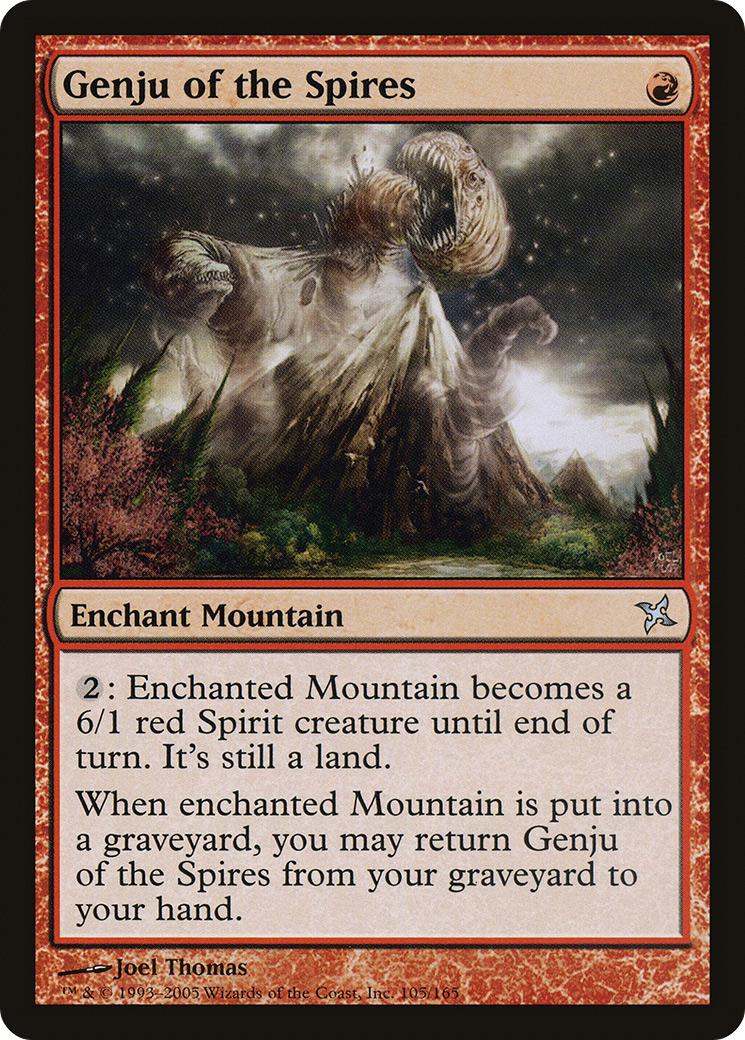 Genju of the Spires
Enchant Mountain
2: Enchanted Mountain becomes a
6/1 red Spirit creature until end of
turn. It's still a land.
When enchanted Mountain is put into
a graveyard, you may return Genju
of the Spires from your graveyard to
your hand.
Joel Thomas
™ & © 1993–2005 Wizards of the Coast, Inc. 105/165